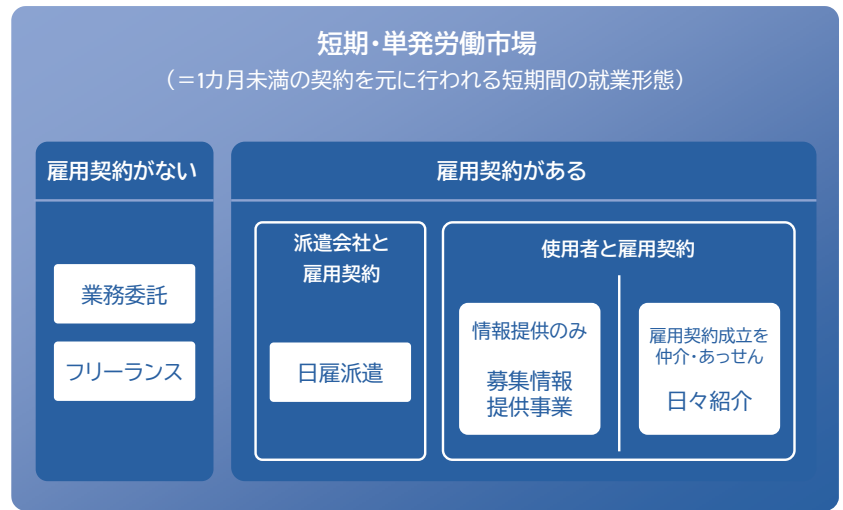 短期・単発労働市場
（＝1カ月未満の契約を元に行われる短期間の就業形態）
雇用契約がない
業務委託
フリーランス
雇用契約がある
派遣会社と
雇用契約
日雇派遣
使用者と雇用契約
情報提供のみ
募集情報
提供事業
雇用契約成立を
仲介・あっせん
日々紹介